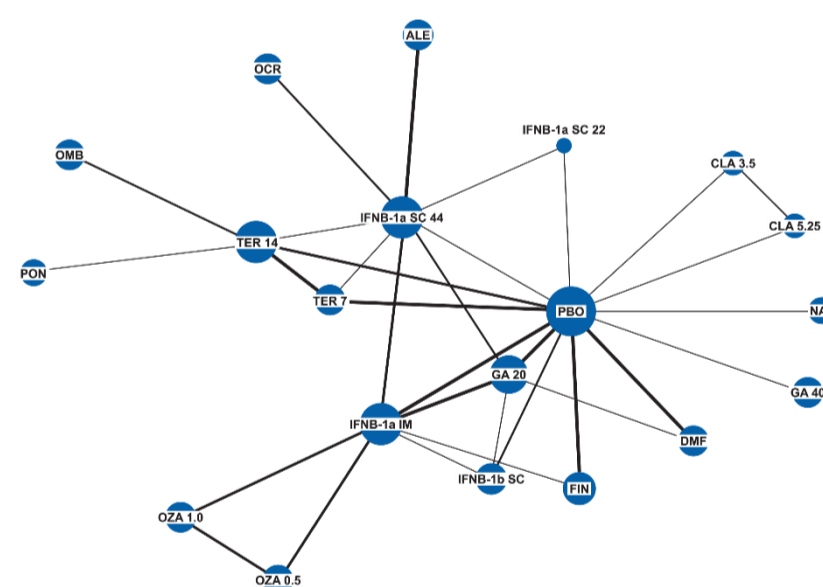 ALE
OCR
IFNB-1a SC 22
OMB
CLA 3.5
IFNB-1a SC 44
CLA 5.25
TER 14
PON
TER 7
PBO
NA
GA 20
GA 40
IFNB-1a IM
DMF
IFNB-1b SC
FIN
OZA 1.0
OZA 0.5